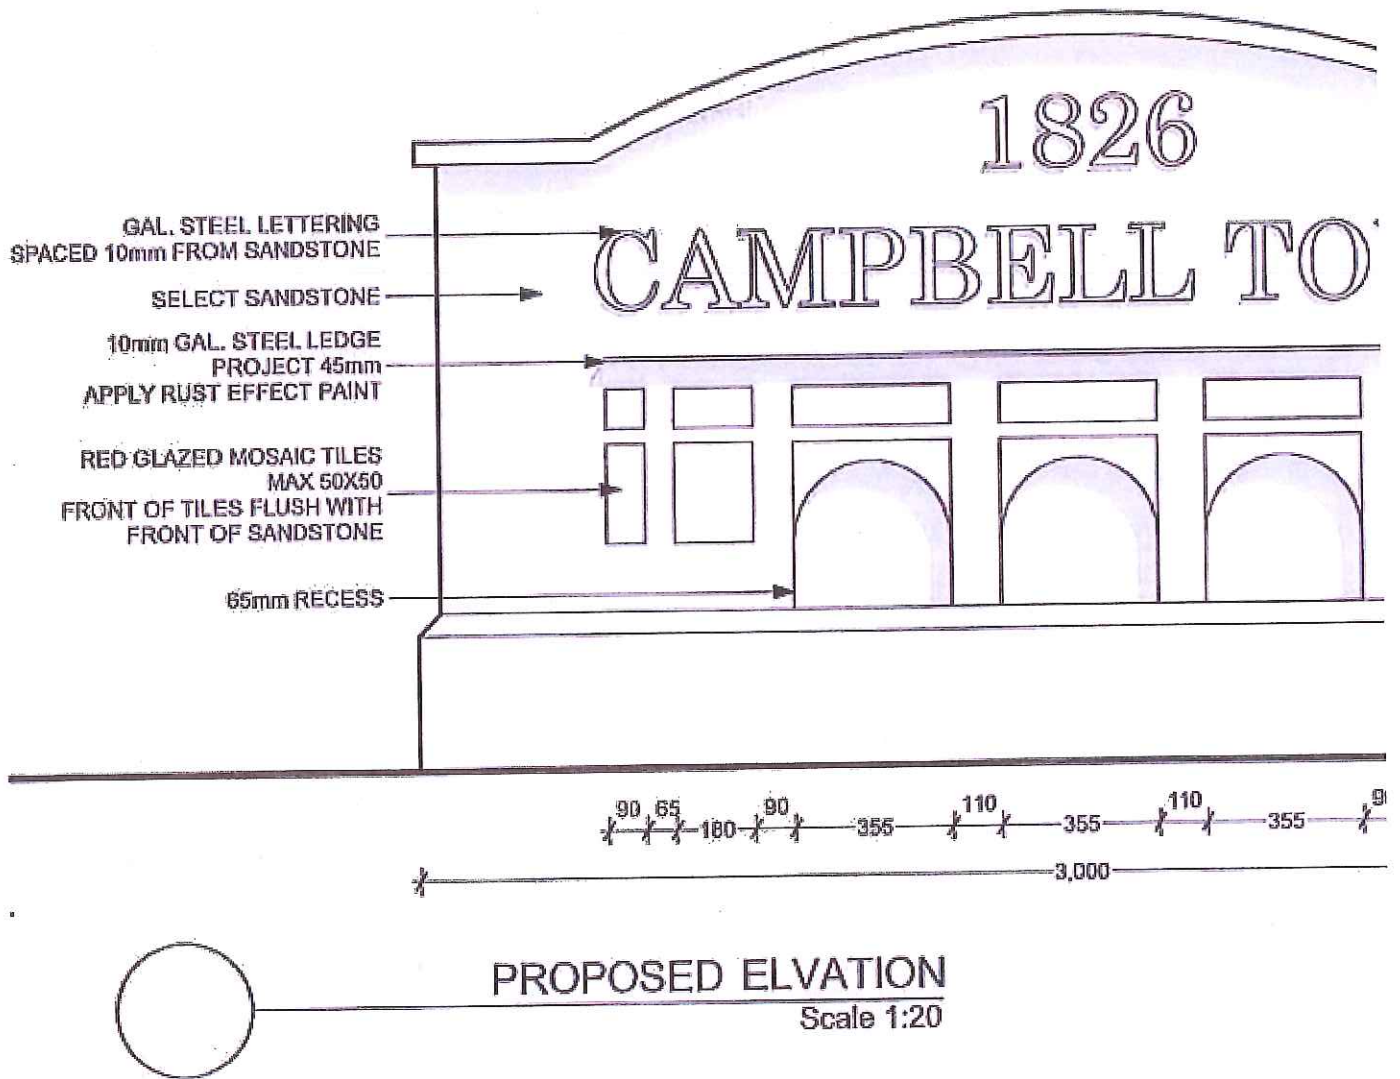 1826
CAMPBELL TO
GAL. STEEL LETTERING
SPACED 10mm FROM SANDSTONE
SELECT SANDSTONE
10mm GAL. STEEL LEDGE
PROJECT 45mm
APPLY RUST EFFECT PAINT
RED GLAZED MOSAIC TILES
MAX 50X50
FRONT OF TILES FLUSH WITH
FRONT OF SANDSTONE
65mm RECESS
90 65 180 90 355 110 355 110 355
3,000
PROPOSED ELVATION
Scale 1:20